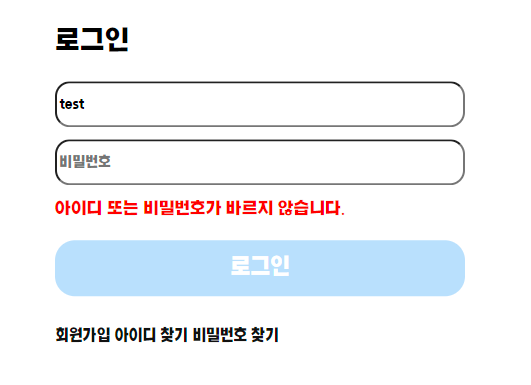 로그인
test
비밀번호
아이디 또는 비밀번호가 바르지 않습니다.
로그인
회원가입 아이디 찾기 비밀번호 찾기